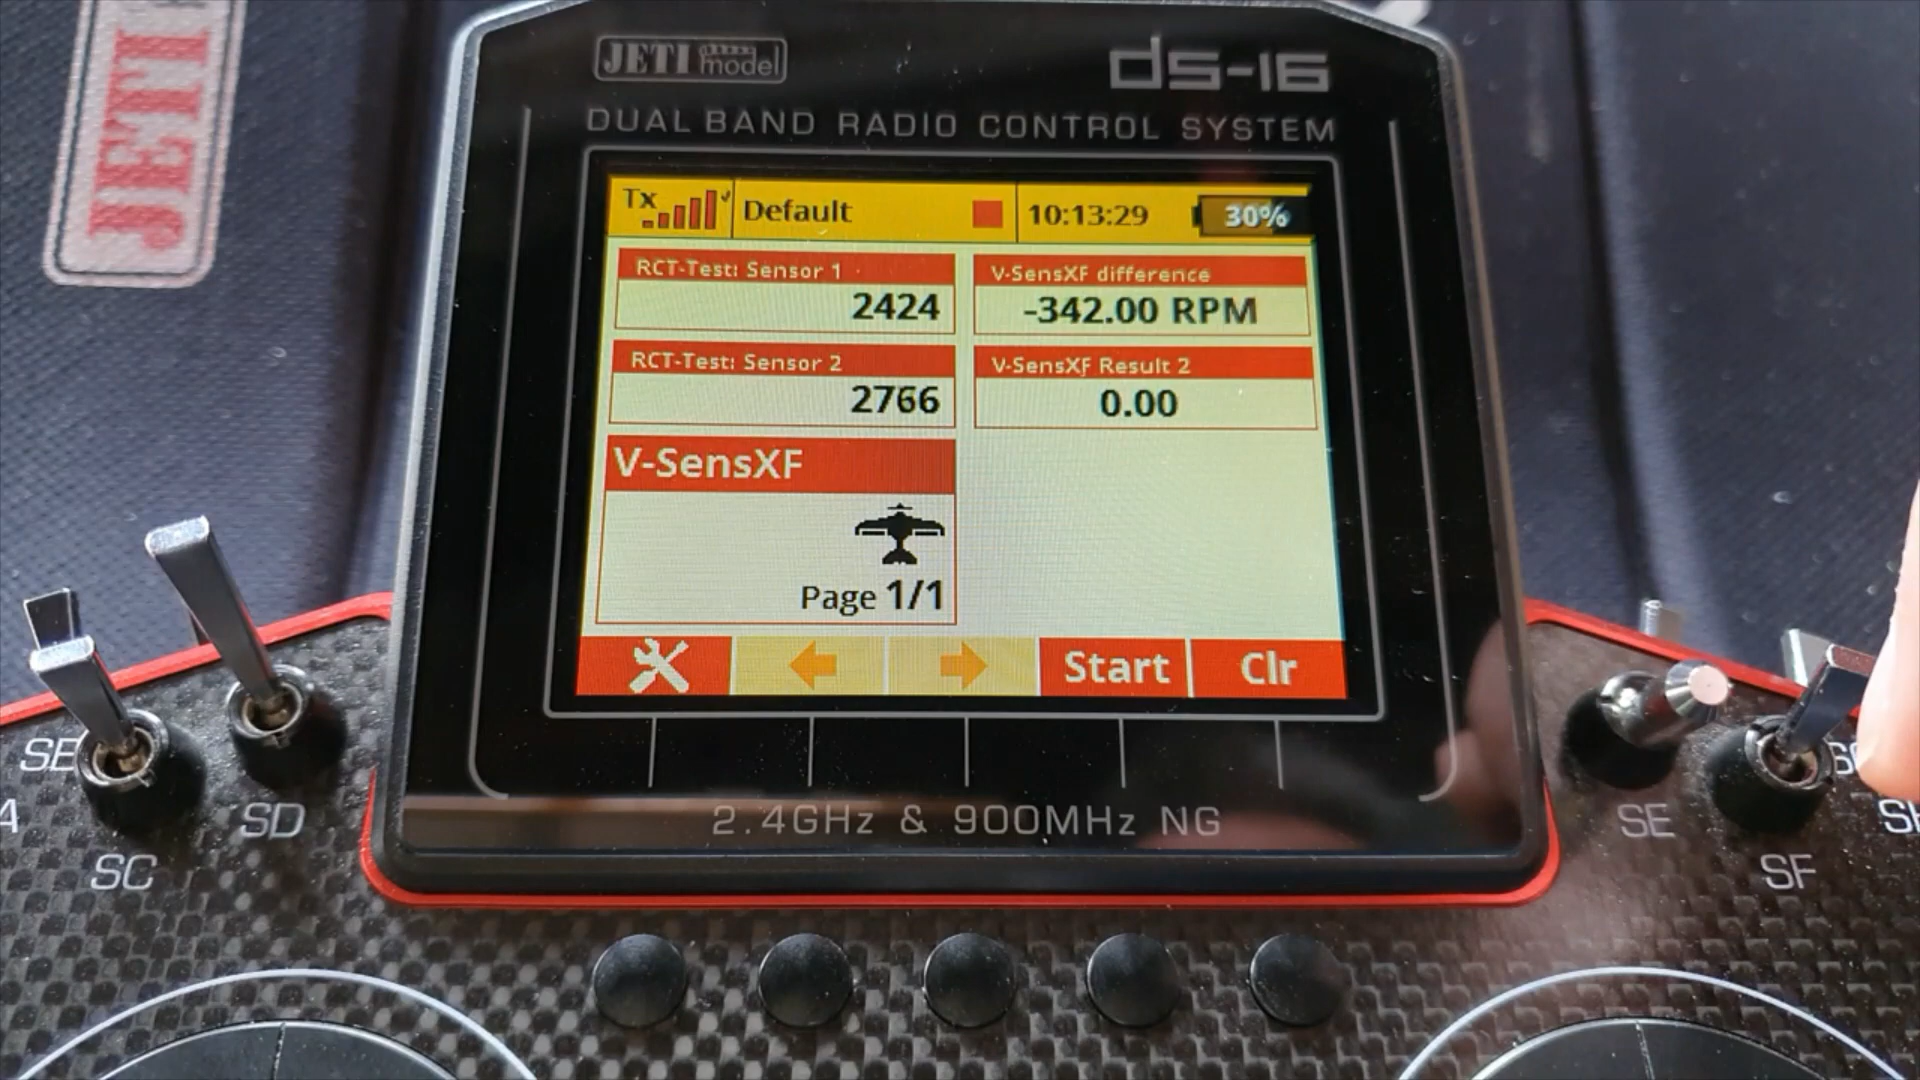 JETI
JETI model
ds-16
DUAL BAND RADIO CONTROL SYSTEM
Tx
Default
10:13:29
30%
RCT-Test: Sensor 1
2424
V-SensXF difference
-342.00 RPM
RCT-Test: Sensor 2
2766
V-SensXF Result 2
0.00
V-SensXF
Page 1/1
Start
Clr
2.4GHz & 900MHz NG
SC
SD
SE
SF